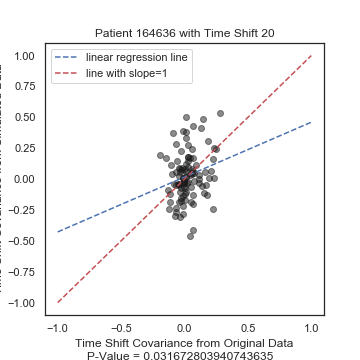 Patient 164636 with Time Shift 20
linear regression line
line with slope=1
1.00
0.75
0.50
0.25
0.00
−0.25
−0.50
−0.75
−1.00
−1.0
−0.5
0.0
0.5
1.0
Time Shift Covariance from Original Data
P-Value = 0.031672803940743635